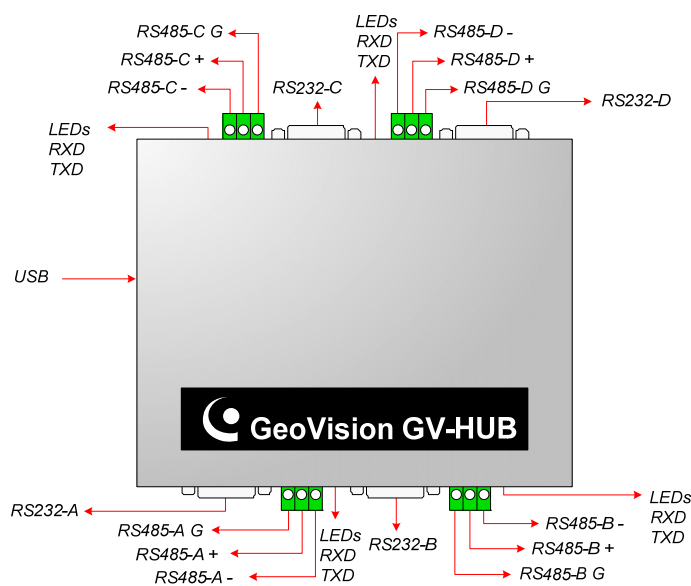 RS485-C G
RS485-C +
RS485-C -
LEDs
RXD
TXD
RS232-C
LEDs
RXD
TXD
RS485-D -
RS485-D +
RS485-D G
RS232-D
USB
GeoVision GV-HUB
RS232-A
RS485-A G
RS485-A +
RS485-A -
LEDs
RXD
TXD
RS232-B
LEDs
RXD
TXD
RS485-B -
RS485-B +
RS485-B G